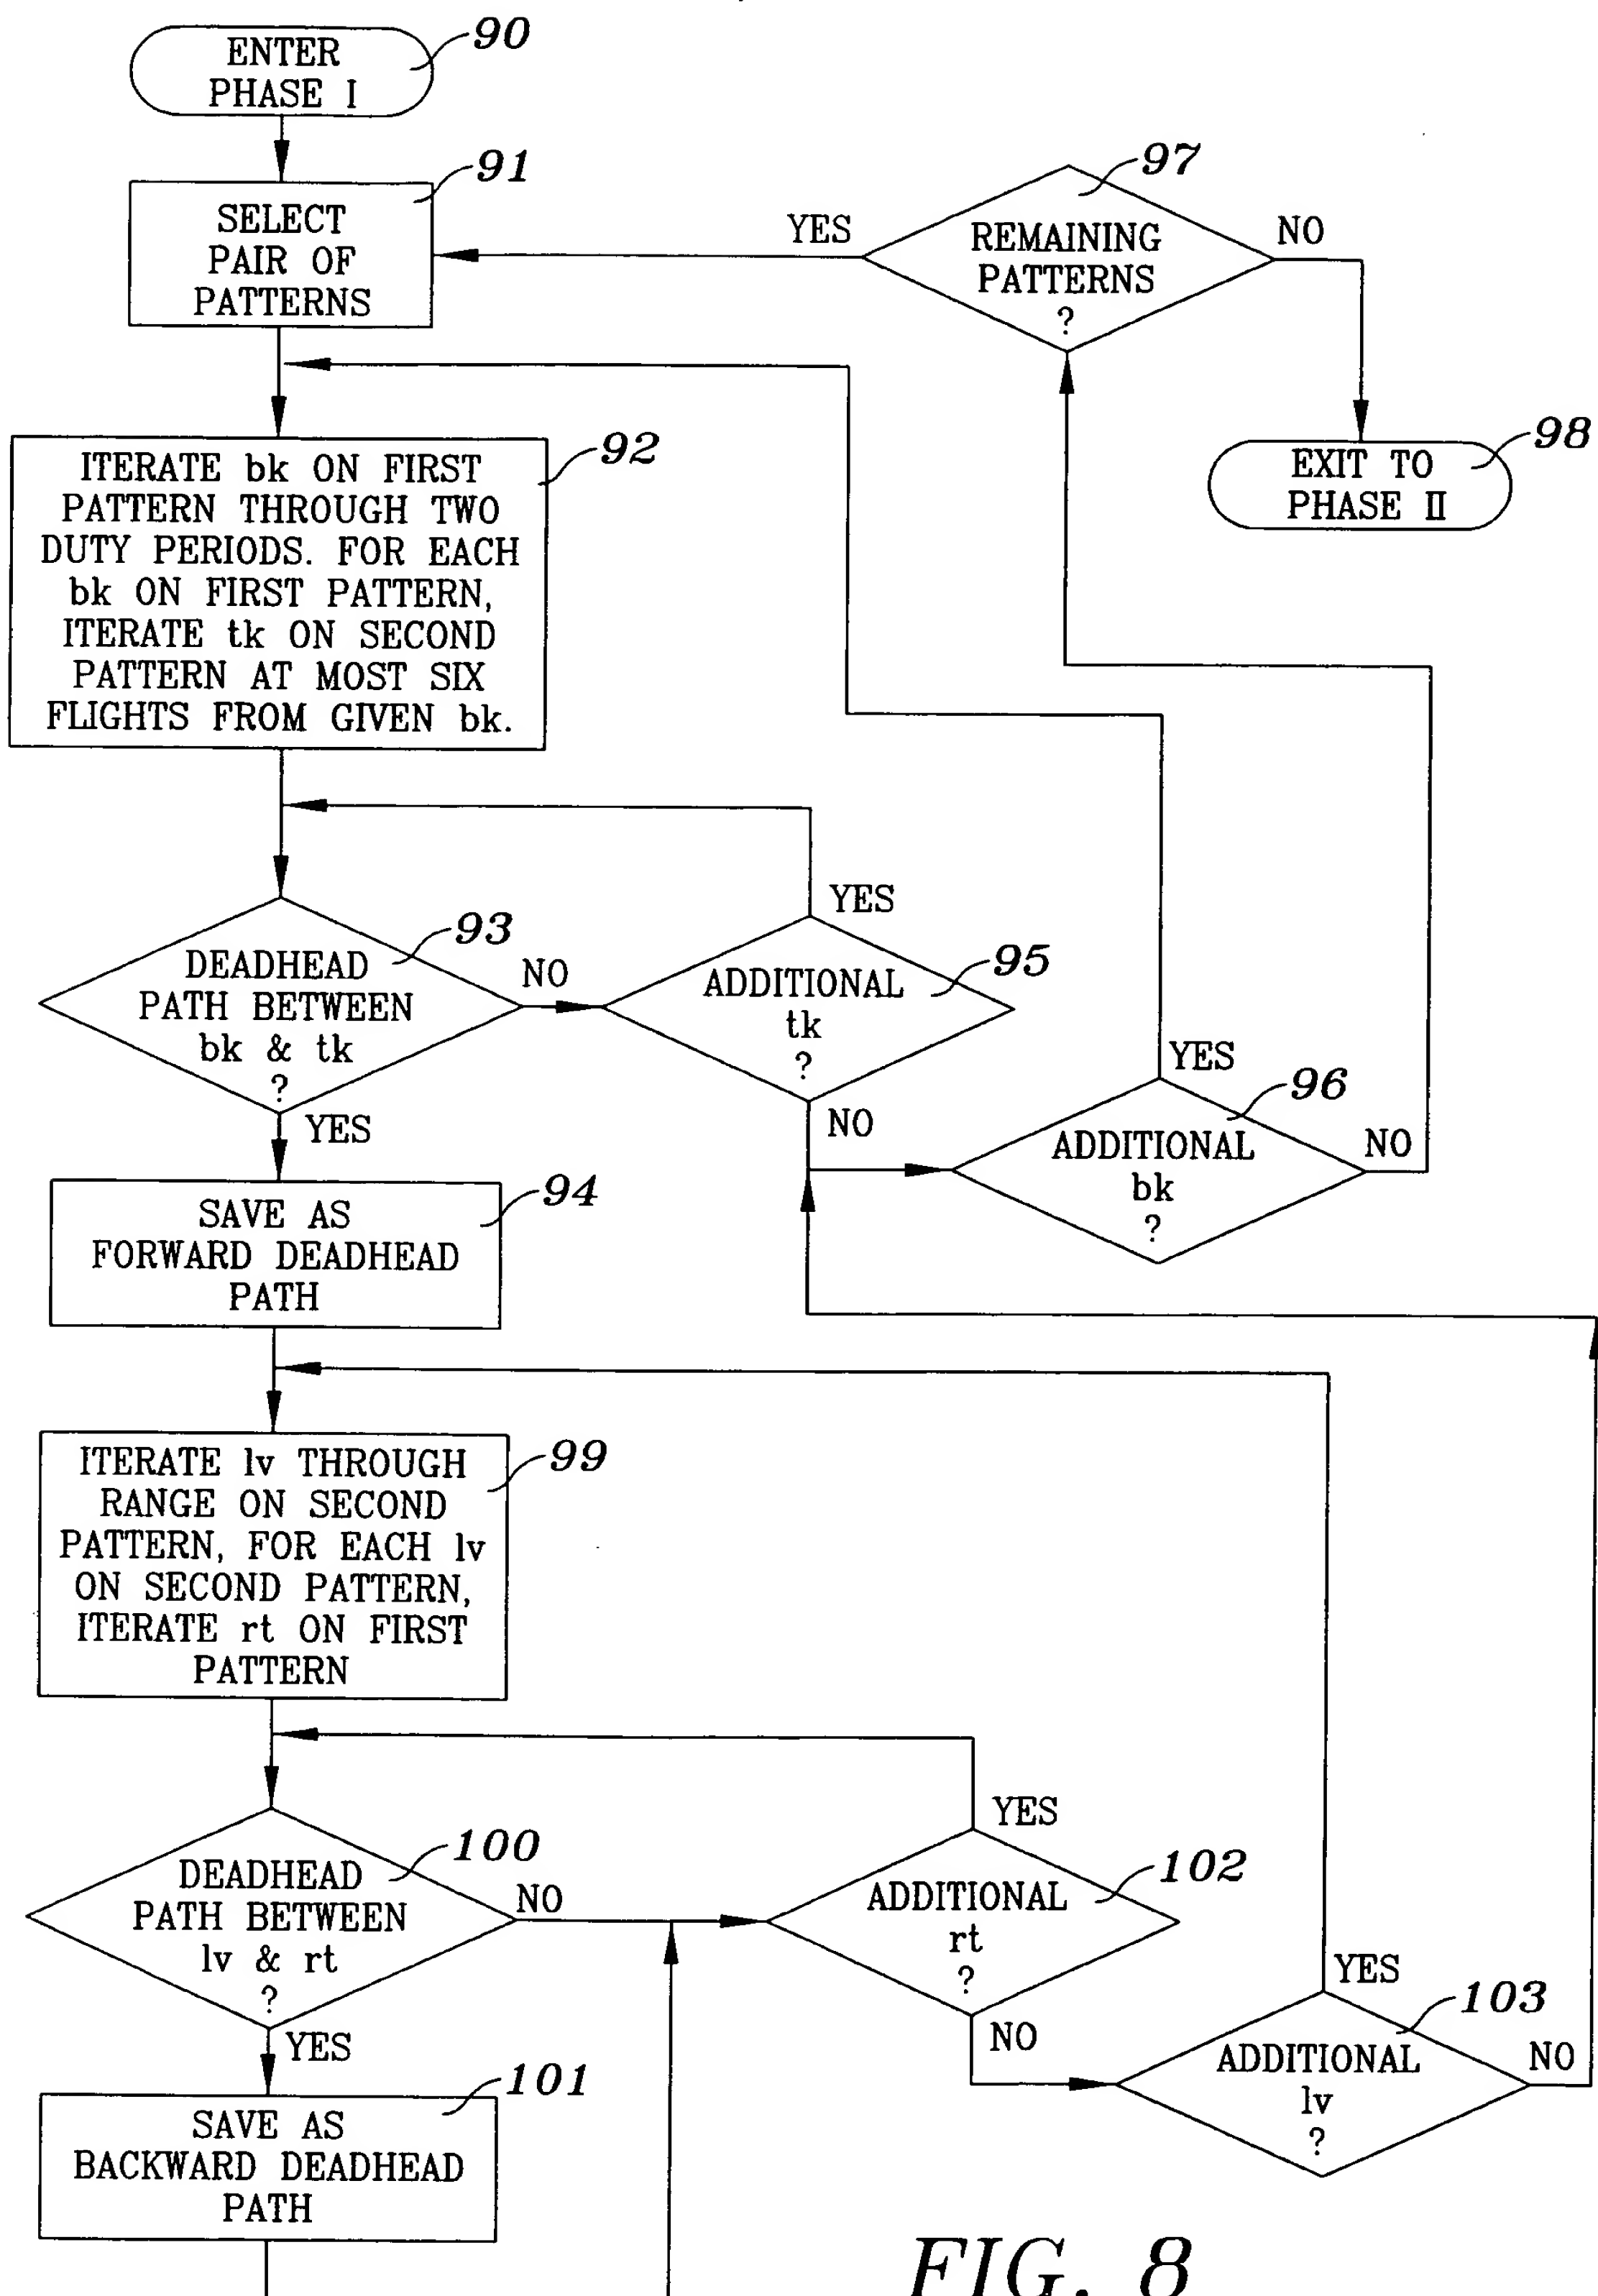 90
ENTER
PHASE I
91
SELECT
PAIR OF
PATTERNS
97
REMAINING
PATTERNS
?
YES
NO
98
EXIT TO
PHASE II
92
ITERATE bk ON FIRST
PATTERN THROUGH TWO
DUTY PERIODS. FOR EACH
bk ON FIRST PATTERN,
ITERATE tk ON SECOND
PATTERN AT MOST SIX
FLIGHTS FROM GIVEN bk.
93
DEADHEAD
PATH BETWEEN
bk & tk
?
NO
YES
95
ADDITIONAL
tk
?
YES
NO
96
ADDITIONAL
bk
?
YES
NO
94
SAVE AS
FORWARD DEADHEAD
PATH
99
ITERATE lv THROUGH
RANGE ON SECOND
PATTERN, FOR EACH lv
ON SECOND PATTERN,
ITERATE rt ON FIRST
PATTERN
100
DEADHEAD
PATH BETWEEN
lv & rt
?
NO
YES
102
ADDITIONAL
rt
?
YES
NO
103
ADDITIONAL
lv
?
YES
NO
101
SAVE AS
BACKWARD DEADHEAD
PATH
FIG. 8